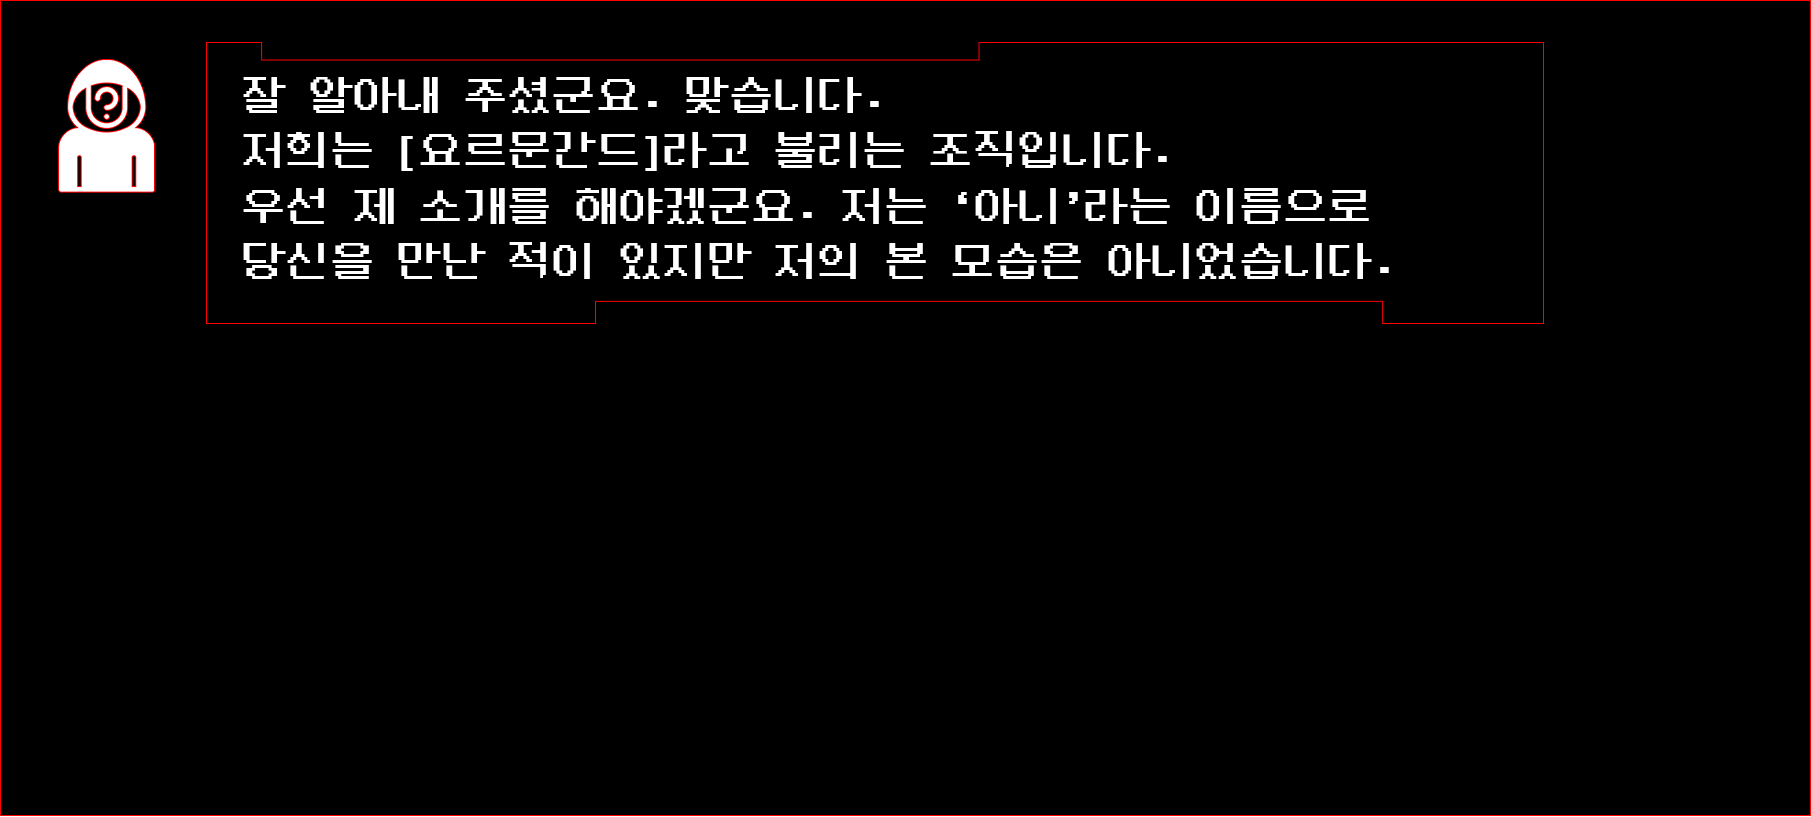 잘 알아내 주셨군요. 맞습니다.
저희는 [요르문간드]라고 불리는 조직입니다.
우선 제 소개를 해야겠군요. 저는 ‘아니’라는 이름으로
당신을 만난 적이 있지만 저의 본 모습은 아니었습니다.